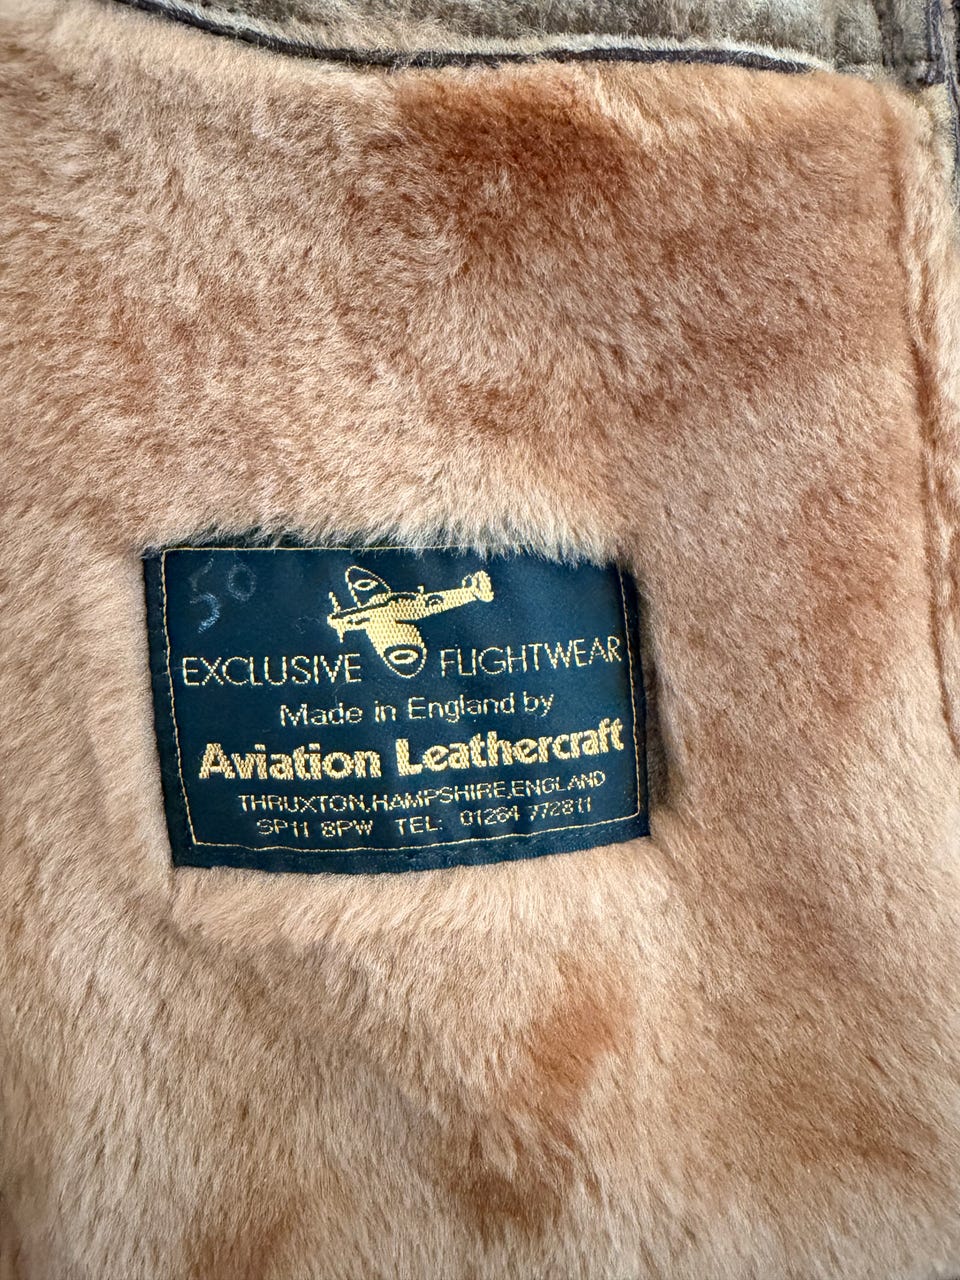 50
EXCLUSIVE FLIGHTWEAR
Made in England by
Aviation Leathercraft
THRUXTON,HAMPSHIRE,ENGLAND
SP11 8PW TEL: 01264 772811